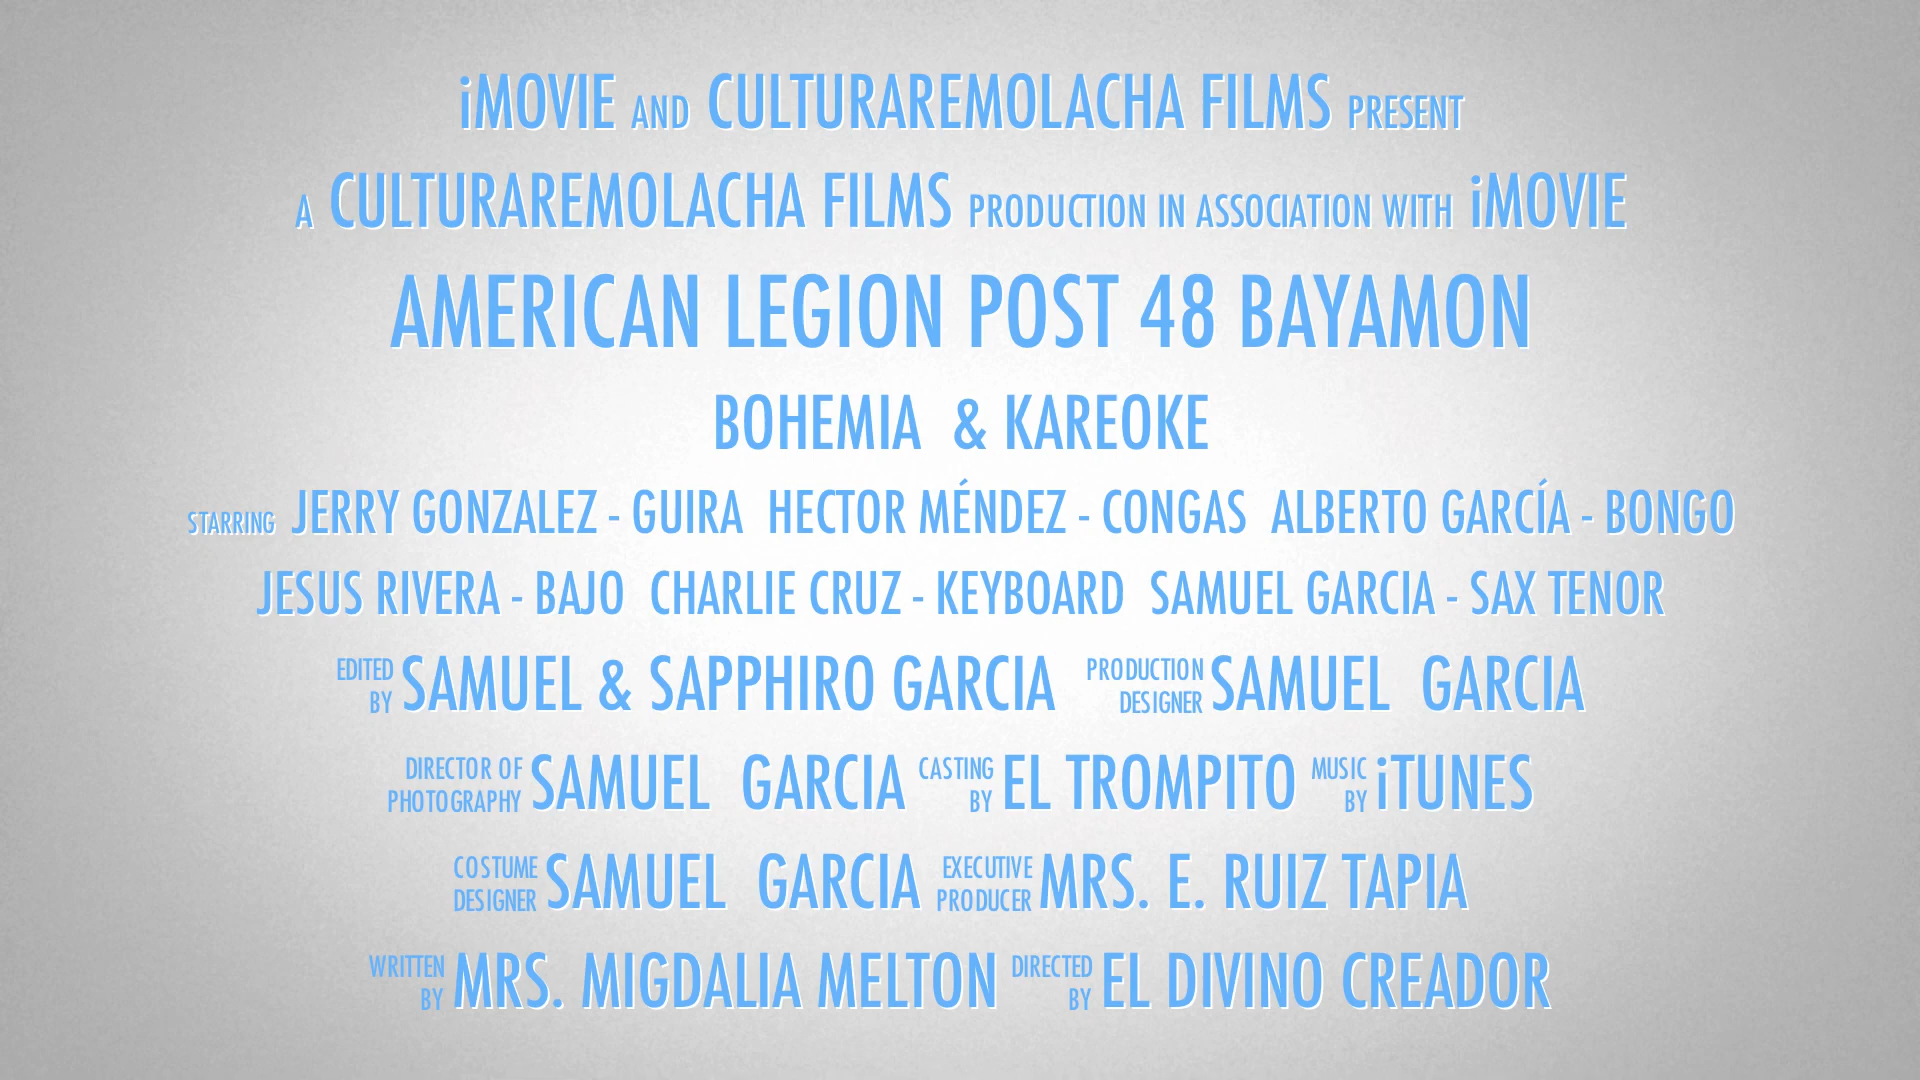 iMOVIE AND CULTURAREMOLACHA FILMS PRESENT
A CULTURAREMOLACHA FILMS PRODUCTION IN ASSOCIATION WITH iMOVIE
AMERICAN LEGION POST 48 BAYAMON
BOHEMIA & KAREOKE
STARRING JERRY GONZALEZ - GUIRA HECTOR MÉNDEZ - CONGAS ALBERTO GARCÍA - BONGO
JESUS RIVERA - BAJO CHARLIE CRUZ - KEYBOARD SAMUEL GARCIA - SAX TENOR
EDITED BY SAMUEL & SAPPHIRO GARCIA PRODUCTION DESIGNER SAMUEL GARCIA
DIRECTOR OF PHOTOGRAPHY SAMUEL GARCIA CASTING BY EL TROMPITO MUSIC BY iTUNES
COSTUME DESIGNER SAMUEL GARCIA EXECUTIVE PRODUCER MRS. E. RUIZ TAPIA
WRITTEN BY MRS. MIGDALIA MELTON DIRECTED BY EL DIVINO CREADOR